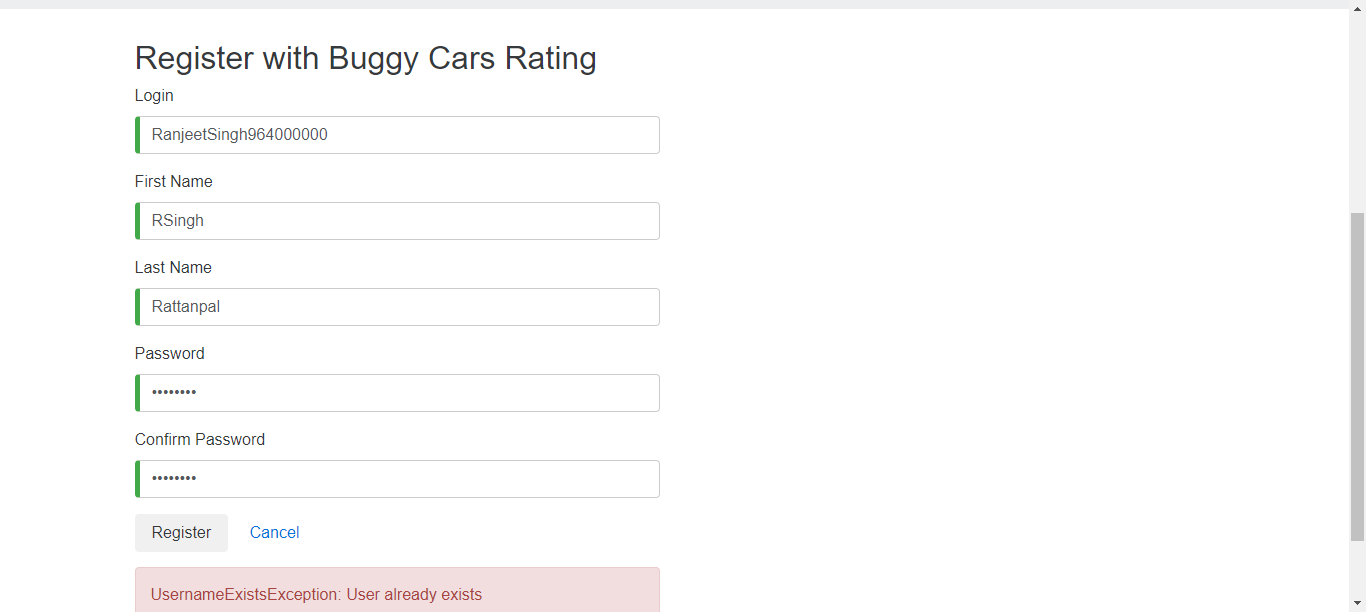 Register with Buggy Cars Rating
Login
RanjeetSingh964000000
First Name
RSingh
Last Name
Rattanpal
Password
••••••••
Confirm Password
••••••••
Register Cancel
UsernameExistsException: User already exists